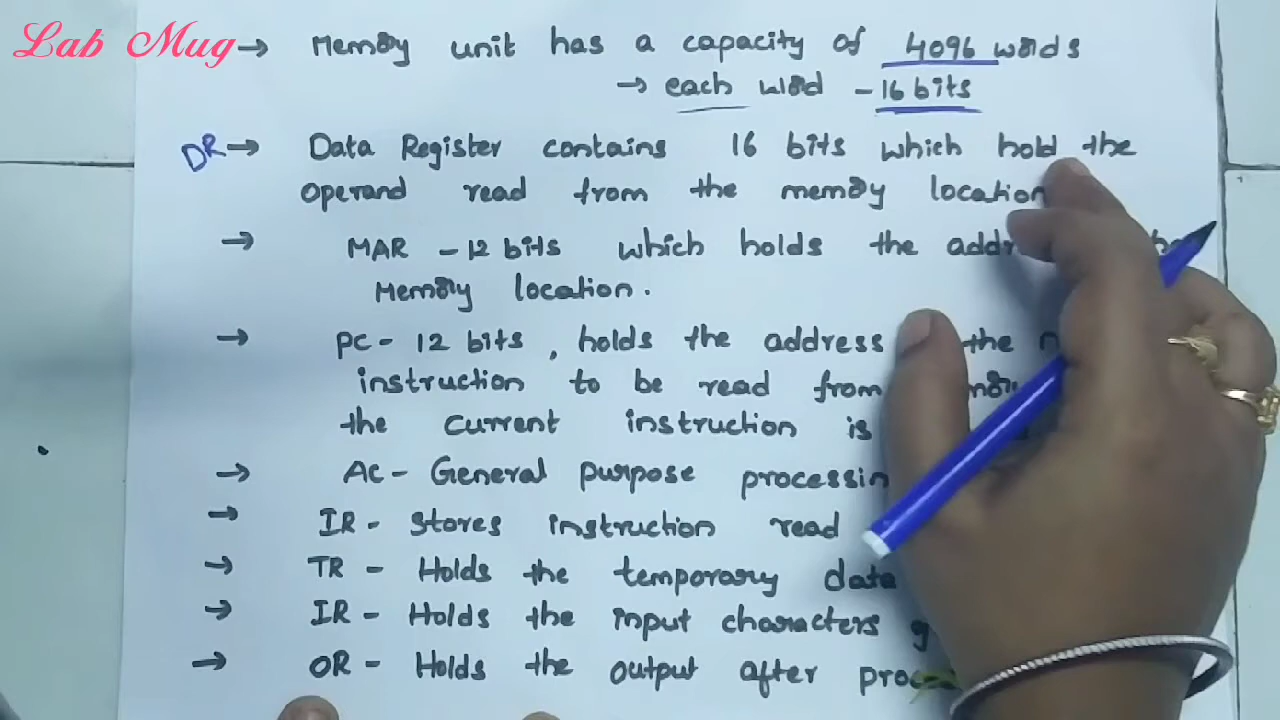 Lab Mug
→ Memory unit has a capacity of 4096 words
→ each word - 16 bits
DR → Data Register contains 16 bits which hold the
operand read from the memory location
→ MAR - 12 bits which holds the
Memory location.
→ PC - 12 bits, holds the address the
instruction to be read from
the current instruction is
→ AC - General purpose
→ IR - stores instruction read
→ TR - Holds the temporary data
→ IR - Holds the input characters
→ OR - Holds the output after